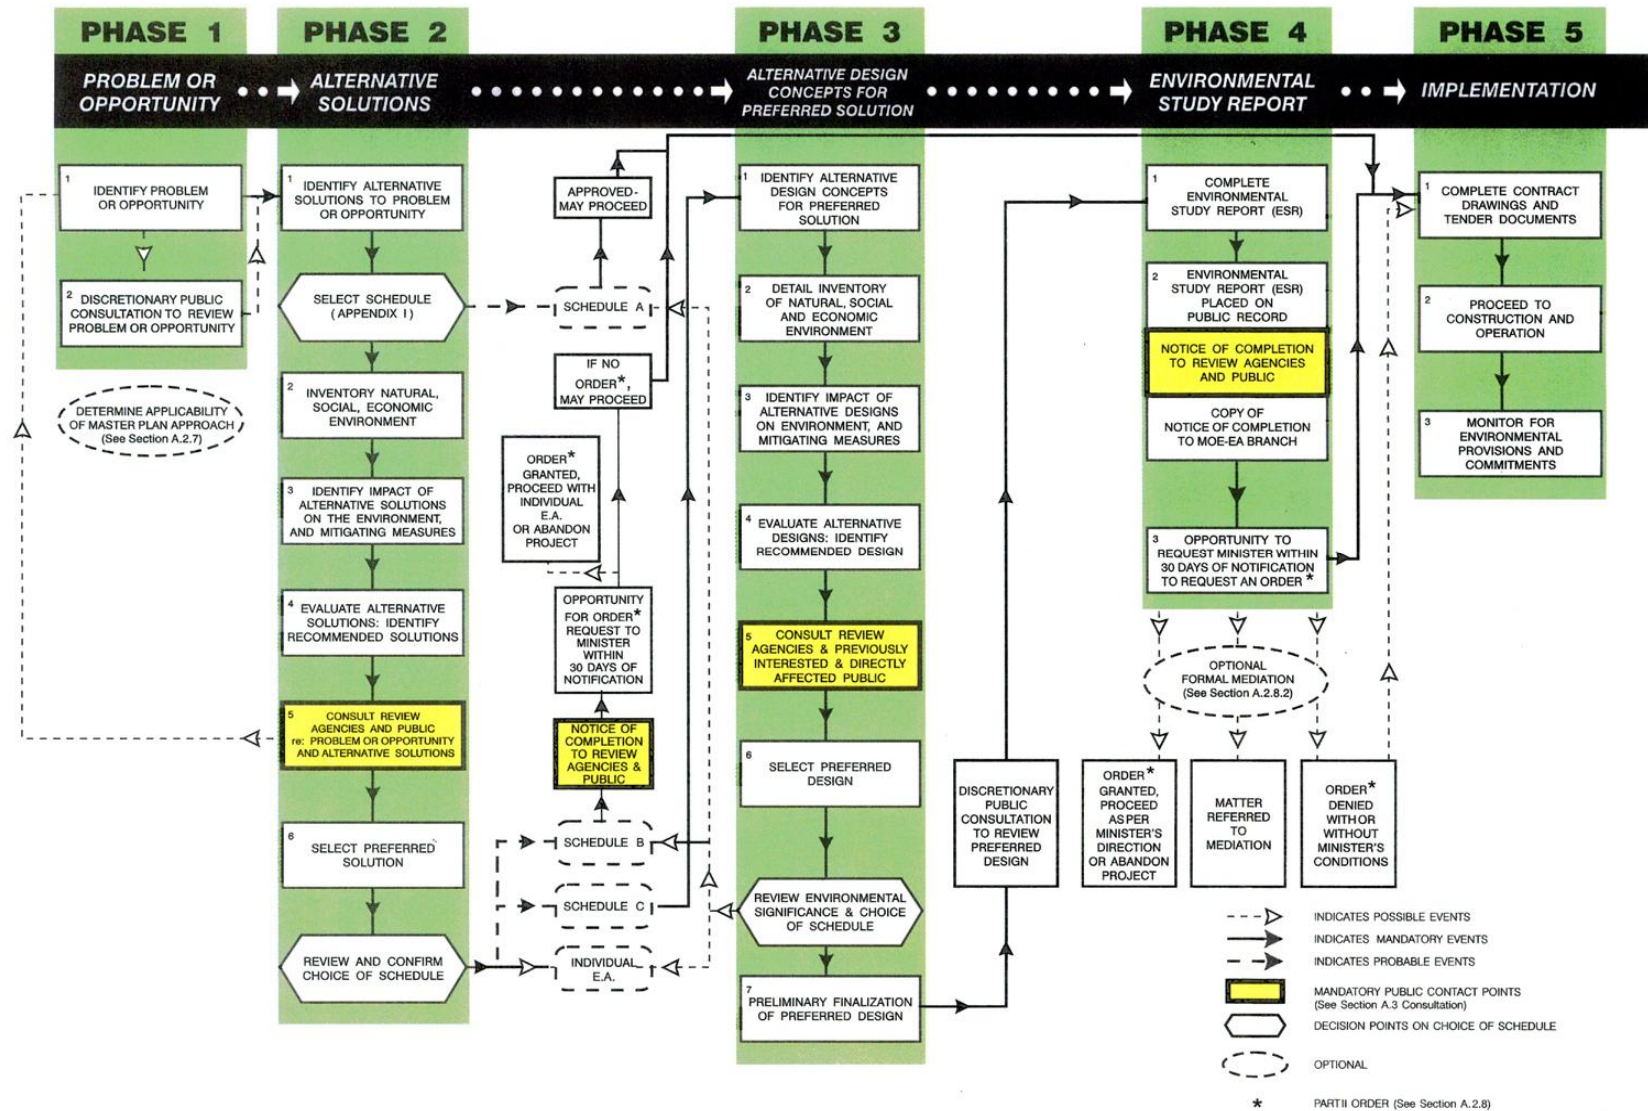 PHASE 1
PROBLEM OR
OPPORTUNITY
1
IDENTIFY PROBLEM
OR OPPORTUNITY
2
DISCRETIONARY PUBLIC
CONSULTATION TO REVIEW
PROBLEM OR OPPORTUNITY
DETERMINE APPLICABILITY
OF MASTER PLAN APPROACH
(See Section A.2.7)
PHASE 2
ALTERNATIVE
SOLUTIONS
1
IDENTIFY ALTERNATIVE
SOLUTIONS TO PROBLEM
OR OPPORTUNITY
SELECT SCHEDULE
(APPENDIX I)
2
INVENTORY NATURAL,
SOCIAL, ECONOMIC
ENVIRONMENT
3
IDENTIFY IMPACT OF
ALTERNATIVE SOLUTIONS
ON THE ENVIRONMENT,
AND MITIGATING MEASURES
4
EVALUATE ALTERNATIVE
SOLUTIONS: IDENTIFY
RECOMMENDED SOLUTIONS
5
CONSULT REVIEW
AGENCIES AND PUBLIC
re: PROBLEM OR OPPORTUNITY
AND ALTERNATIVE SOLUTIONS
6
SELECT PREFERRED
SOLUTION
REVIEW AND CONFIRM
CHOICE OF SCHEDULE
APPROVED-
MAY PROCEED
SCHEDULE A
IF NO
ORDER*,
MAY PROCEED
ORDER*
GRANTED,
PROCEED WITH
INDIVIDUAL
E.A.
OR ABANDON
PROJECT
OPPORTUNITY
FOR ORDER*
REQUEST TO
MINISTER
WITHIN
30 DAYS OF
NOTIFICATION
NOTICE OF
COMPLETION
TO REVIEW
AGENCIES &
PUBLIC
SCHEDULE B
SCHEDULE C
INDIVIDUAL
E.A.
PHASE 3
ALTERNATIVE DESIGN
CONCEPTS FOR
PREFERRED SOLUTION
1
IDENTIFY ALTERNATIVE
DESIGN CONCEPTS
FOR PREFERRED
SOLUTION
2
DETAIL INVENTORY
OF NATURAL, SOCIAL
AND ECONOMIC
ENVIRONMENT
3
IDENTIFY IMPACT OF
ALTERNATIVE DESIGNS
ON ENVIRONMENT, AND
MITIGATING MEASURES
4
EVALUATE ALTERNATIVE
DESIGNS: IDENTIFY
RECOMMENDED DESIGN
5
CONSULT REVIEW
AGENCIES & PREVIOUSLY
INTERESTED & DIRECTLY
AFFECTED PUBLIC
6
SELECT PREFERRED
DESIGN
REVIEW ENVIRONMENTAL
SIGNIFICANCE & CHOICE
OF SCHEDULE
7
PRELIMINARY FINALIZATION
OF PREFERRED DESIGN
DISCRETIONARY
PUBLIC
CONSULTATION
TO REVIEW
PREFERRED
DESIGN
PHASE 4
ENVIRONMENTAL
STUDY REPORT
1
COMPLETE
ENVIRONMENTAL
STUDY REPORT (ESR)
2
ENVIRONMENTAL
STUDY REPORT (ESR)
PLACED ON
PUBLIC RECORD
NOTICE OF COMPLETION
TO REVIEW AGENCIES
AND PUBLIC
COPY OF
NOTICE OF COMPLETION
TO MOE-EA BRANCH
3
OPPORTUNITY TO
REQUEST MINISTER WITHIN
30 DAYS OF NOTIFICATION
TO REQUEST AN ORDER*
OPTIONAL
FORMAL MEDIATION
(See Section A.2.8.2)
ORDER*
GRANTED,
PROCEED
AS PER
MINISTER'S
DIRECTION
OR ABANDON
PROJECT
MATTER
REFERRED
TO
MEDIATION
ORDER*
DENIED
WITH OR
WITHOUT
MINISTER'S
CONDITIONS
PHASE 5
IMPLEMENTATION
1
COMPLETE CONTRACT
DRAWINGS AND
TENDER DOCUMENTS
2
PROCEED TO
CONSTRUCTION AND
OPERATION
3
MONITOR FOR
ENVIRONMENTAL
PROVISIONS AND
COMMITMENTS
INDICATES POSSIBLE EVENTS
INDICATES MANDATORY EVENTS
INDICATES PROBABLE EVENTS
MANDATORY PUBLIC CONTACT POINTS
(See Section A.3 Consultation)
DECISION POINTS ON CHOICE OF SCHEDULE
OPTIONAL
* PART II ORDER (See Section A.2.8)